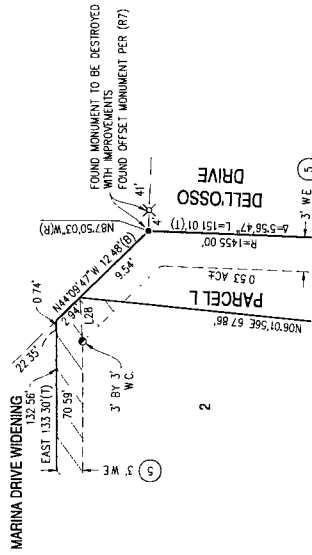 MARINA DRIVE WIDENING
132.56'
EAST 133.30'(T)
70.59'
3' WE
5
22.35'
0.74'
N44°09'47"W 12.48'(B)
2.94'
9.54'
L28
3' BY 3'
W.C.
2
N06°01'56E 67.86'
PARCEL L
0.53 AC±
FOUND MONUMENT TO BE DESTROYED
WITH IMPROVEMENTS
FOUND OFFSET MONUMENT PER (R7)
N87°50'03"W(R)
41'
4'
DELL'OSSO
DRIVE
R=1455.00'
Δ=5°56'47" L=151.01'(T)
3' WE
5